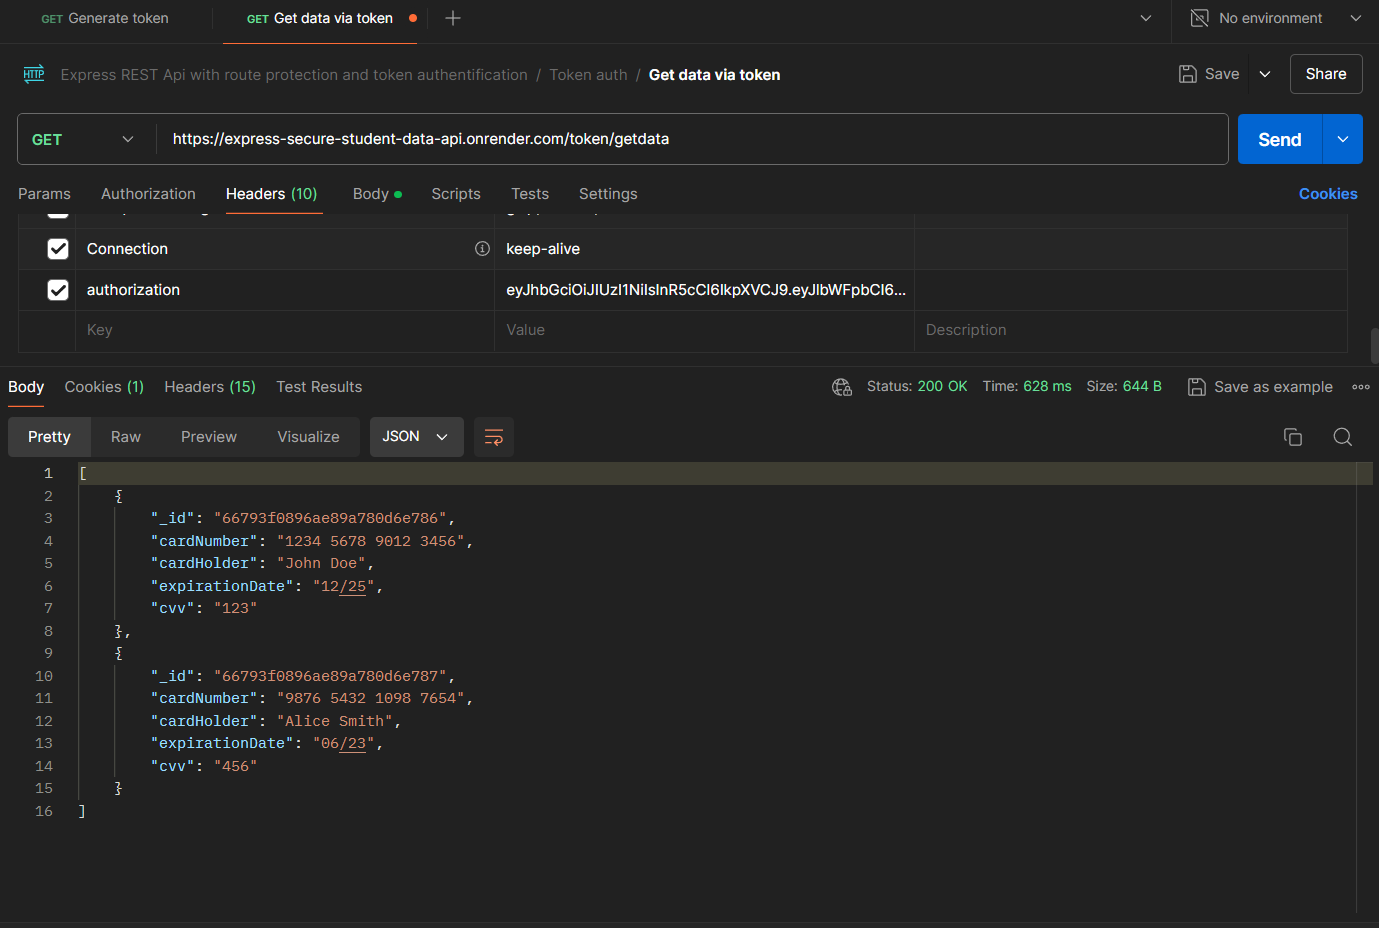 GET Generate token
GET Get data via token
No environment
HTTP Express REST Api with route protection and token authentification / Token auth / Get data via token
Save
Share
GET
https://express-secure-student-data-api.onrender.com/token/getdata
Send
Params Authorization Headers (10) Body Scripts Tests Settings Cookies
Connection keep-alive
authorization eyJhbGciOiJIUzI1NiIsInR5cCI6IkpXVCJ9.eyJlbWFpbCI6...
Key Value Description
Body Cookies (1) Headers (15) Test Results Status: 200 OK Time: 628 ms Size: 644 B Save as example
Pretty Raw Preview Visualize JSON
1 [
2 {
3 "_id": "66793f0896ae89a780d6e786",
4 "cardNumber": "1234 5678 9012 3456",
5 "cardHolder": "John Doe",
6 "expirationDate": "12/25",
7 "cvv": "123"
8 },
9 {
10 "_id": "66793f0896ae89a780d6e787",
11 "cardNumber": "9876 5432 1098 7654",
12 "cardHolder": "Alice Smith",
13 "expirationDate": "06/23",
14 "cvv": "456"
15 }
16 ]